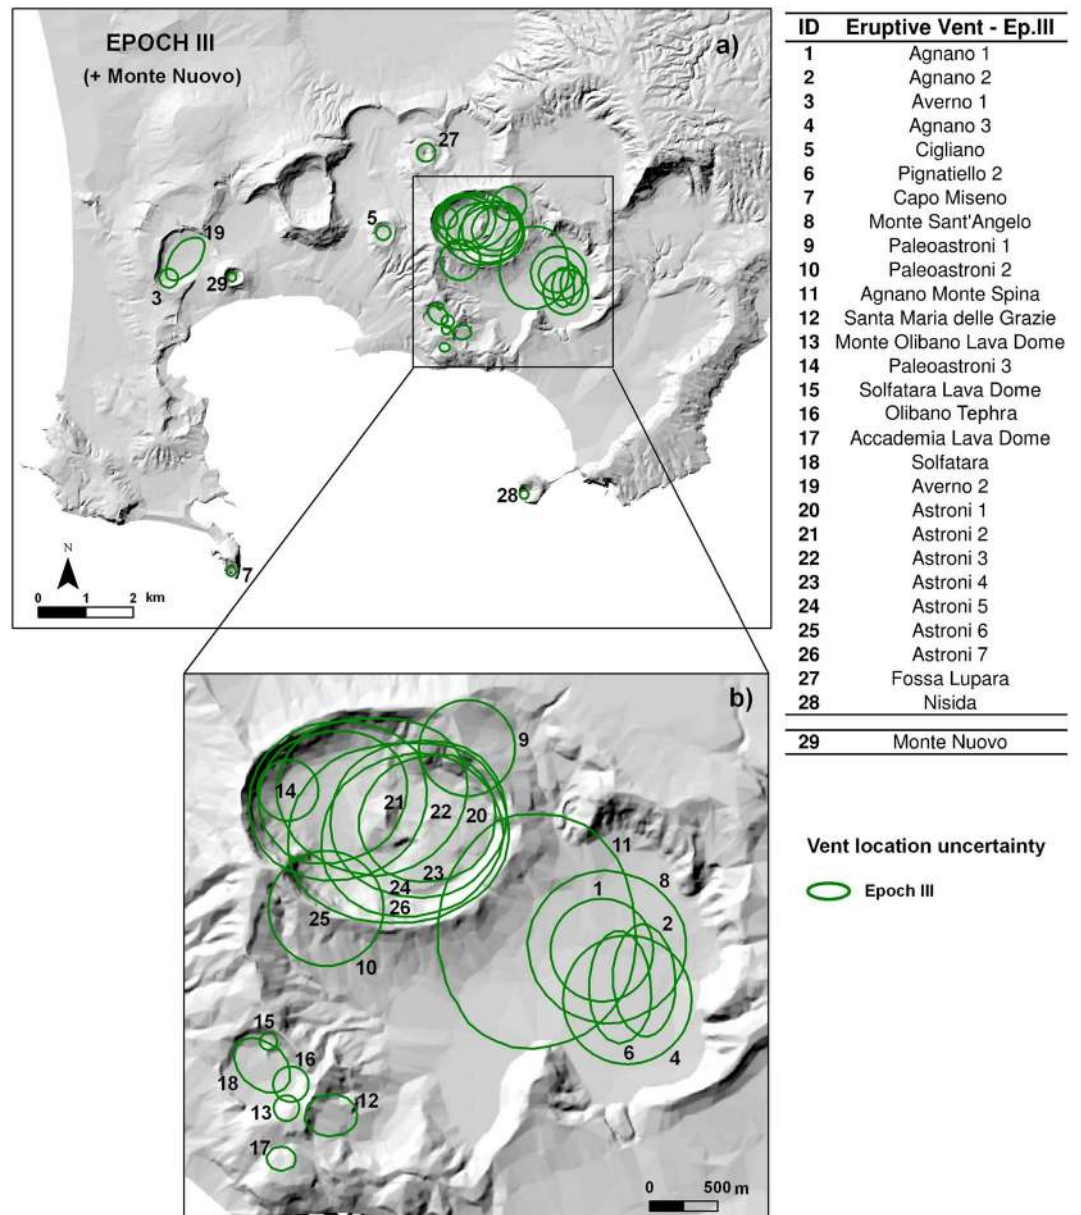 EPOCH III
(+ Monte Nuovo)
a)
27
5
19
3
29
28
7
N
0 1 2 km
ID Eruptive Vent - Ep.III
1 Agnano 1
2 Agnano 2
3 Averno 1
4 Agnano 3
5 Cigliano
6 Pignatiello 2
7 Capo Miseno
8 Monte Sant'Angelo
9 Paleoastroni 1
10 Paleoastroni 2
11 Agnano Monte Spina
12 Santa Maria delle Grazie
13 Monte Olibano Lava Dome
14 Paleoastroni 3
15 Solfatara Lava Dome
16 Olibano Tephra
17 Accademia Lava Dome
18 Solfatara
19 Averno 2
20 Astroni 1
21 Astroni 2
22 Astroni 3
23 Astroni 4
24 Astroni 5
25 Astroni 6
26 Astroni 7
27 Fossa Lupara
28 Nisida
29 Monte Nuovo
Vent location uncertainty
Epoch III
b)
9
14
21
22
20
11
23
8
24
1
26
25
2
10
15
16
6
4
18
12
13
17
0 500 m